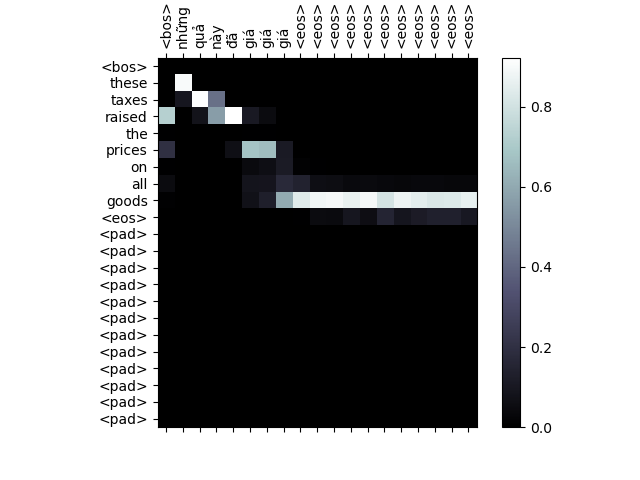 <bos> những quả này đã giá giá giá <eos> <eos> <eos> <eos> <eos> <eos> <eos> <eos> <eos> <eos> <eos>
<bos>
these
taxes
raised
the
prices
on
all
goods
<eos>
<pad>
<pad>
<pad>
<pad>
<pad>
<pad>
<pad>
<pad>
<pad>
<pad>
<pad>
<pad>
0.8
0.6
0.4
0.2
0.0